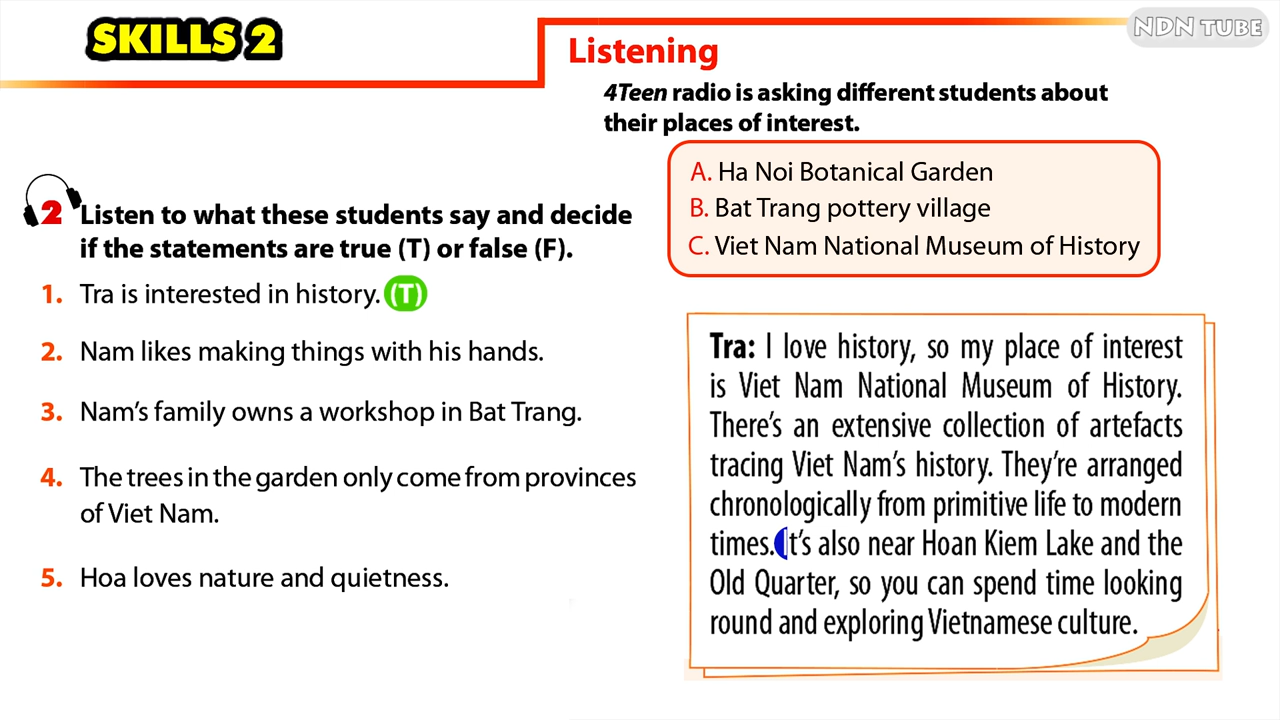 SKILLS 2
NDN TUBE
Listening
4Teen radio is asking different students about
their places of interest.
A. Ha Noi Botanical Garden
B. Bat Trang pottery village
C. Viet Nam National Museum of History
2 Listen to what these students say and decide
if the statements are true (T) or false (F).
1. Tra is interested in history. (T)
2. Nam likes making things with his hands.
3. Nam's family owns a workshop in Bat Trang.
4. The trees in the garden only come from provinces
of Viet Nam.
5. Hoa loves nature and quietness.
Tra: I love history, so my place of interest
is Viet Nam National Museum of History.
There's an extensive collection of artefacts
tracing Viet Nam's history. They're arranged
chronologically from primitive life to modern
times. It's also near Hoan Kiem Lake and the
Old Quarter, so you can spend time looking
round and exploring Vietnamese culture.